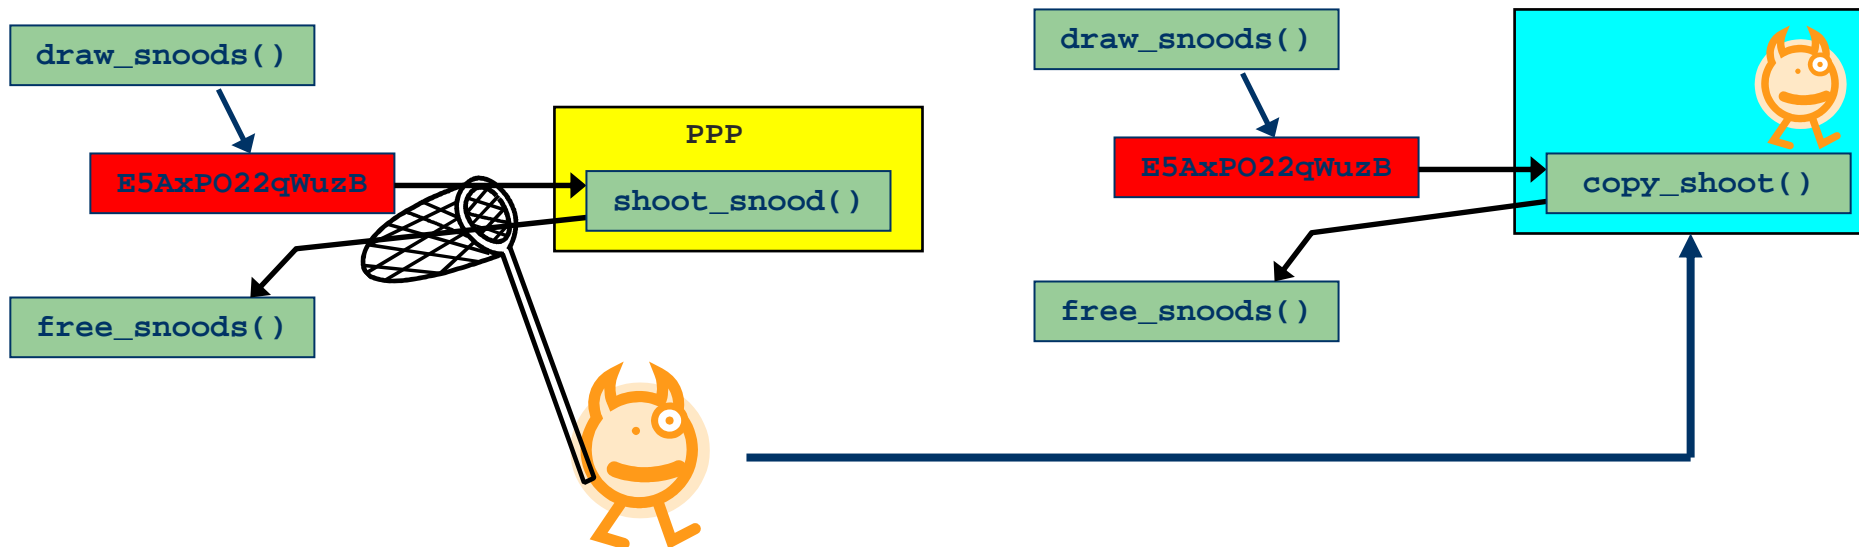 draw_snoods()
E5AxPO22qWuzB
PPP
shoot_snood()
free_snoods()
draw_snoods()
E5AxPO22qWuzB
copy_shoot()
free_snoods()